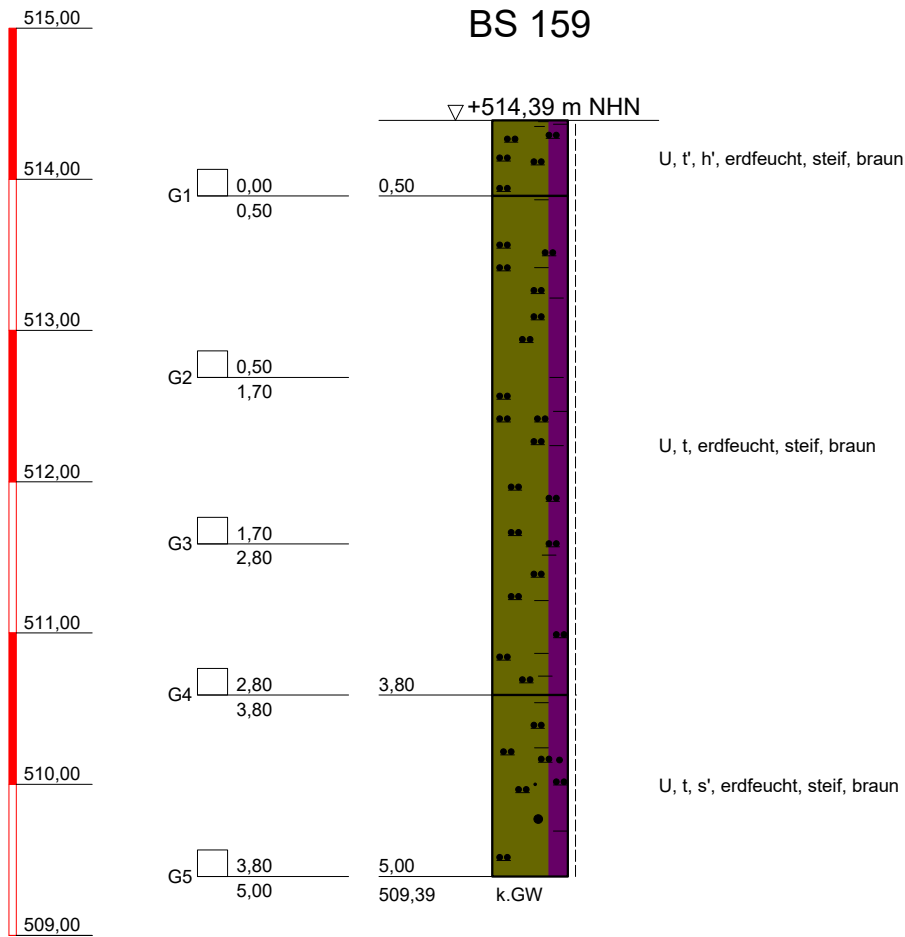 BS 159
515,00
+514,39 m NHN
U, t', h', erdfeucht, steif, braun
514,00
G1 0,00 0,50
0,50
513,00
G2 0,50
1,70
U, t, erdfeucht, steif, braun
512,00
G3 1,70
2,80
511,00
G4 2,80 3,80
3,80
510,00
U, t, s', erdfeucht, steif, braun
G5 3,80 5,00
5,00 509,39 k.GW
509,00